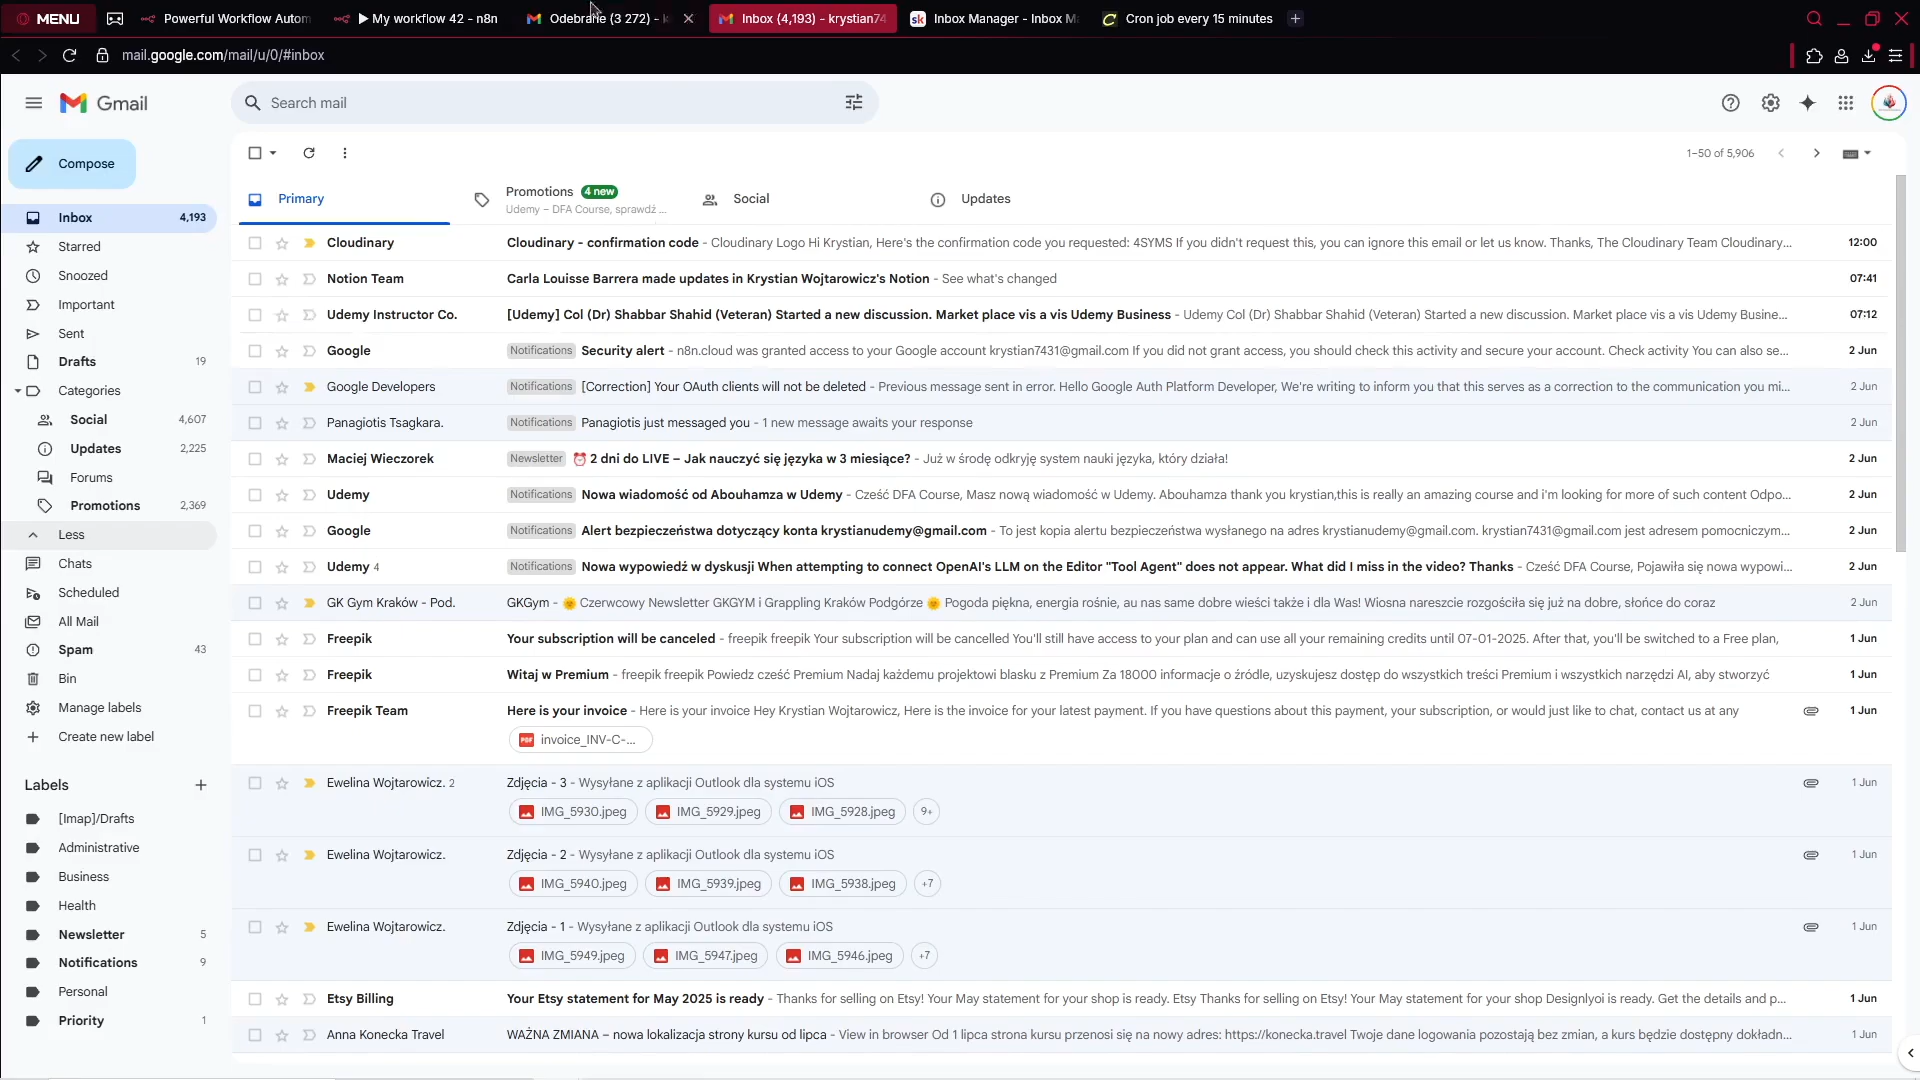 MENU
Powerful Workflow Autom
▶ My workflow 42 - n8n
Odebrane (3 272) - k
Inbox (4,193) - krystian74
Inbox Manager - Inbox M
Cron job every 15 minutes
mail.google.com/mail/u/0/#inbox
Gmail
Search mail
Compose
1–50 of 5,906
Primary
Promotions 4 new
Udemy – DFA Course, sprawdź ...
Social
Updates
Inbox 4,193
Starred
Snoozed
Important
Sent
Drafts 19
Categories
Social 4,607
Updates 2,225
Forums
Promotions 2,369
Less
Chats
Scheduled
All Mail
Spam 43
Bin
Manage labels
Create new label
Labels
[Imap]/Drafts
Administrative
Business
Health
Newsletter 5
Notifications 9
Personal
Priority 1
Cloudinary Cloudinary - confirmation code - Cloudinary Logo Hi Krystian, Here's the confirmation code you requested: 4SYMS If you didn't request this, you can ignore this email or let us know. Thanks, The Cloudinary Team Cloudinary... 12:00
Notion Team Carla Louisse Barrera made updates in Krystian Wojtarowicz's Notion - See what's changed 07:41
Udemy Instructor Co. [Udemy] Col (Dr) Shabbar Shahid (Veteran) Started a new discussion. Market place vis a vis Udemy Business - Udemy Col (Dr) Shabbar Shahid (Veteran) Started a new discussion. Market place vis a vis Udemy Busine... 07:12
Google Notifications Security alert - n8n.cloud was granted access to your Google account krystian7431@gmail.com If you did not grant access, you should check this activity and secure your account. Check activity You can also se... 2 Jun
Google Developers Notifications [Correction] Your OAuth clients will not be deleted - Previous message sent in error. Hello Google Auth Platform Developer, We're writing to inform you that this serves as a correction to the communication you mi... 2 Jun
Panagiotis Tsagkara. Notifications Panagiotis just messaged you - 1 new message awaits your response 2 Jun
Maciej Wieczorek Newsletter ⏰ 2 dni do LIVE – Jak nauczyć się języka w 3 miesiące? - Już w środę odkryję system nauki języka, który działa! 2 Jun
Udemy Notifications Nowa wiadomość od Abouhamza w Udemy - Cześć DFA Course, Masz nową wiadomość w Udemy. Abouhamza thank you krystian,this is really an amazing course and i'm looking for more of such content Odpo... 2 Jun
Google Notifications Alert bezpieczeństwa dotyczący konta krystianudemy@gmail.com - To jest kopia alertu bezpieczeństwa wysłanego na adres krystianudemy@gmail.com. krystian7431@gmail.com jest adresem pomocniczym... 2 Jun
Udemy 4 Notifications Nowa wypowiedź w dyskusji When attempting to connect OpenAI's LLM on the Editor "Tool Agent" does not appear. What did I miss in the video? Thanks - Cześć DFA Course, Pojawiła się nowa wypowi... 2 Jun
GK Gym Kraków - Pod. GKGym - 🌞 Czerwcowy Newsletter GKGYM i Grappling Kraków Podgórze 🌞 Pogoda piękna, energia rośnie, au nas same dobre wieści także i dla Was! Wiosna nareszcie rozgościła się już na dobre, słońce do coraz 2 Jun
Freepik Your subscription will be canceled - freepik freepik Your subscription will be cancelled You'll still have access to your plan and can use all your remaining credits until 07-01-2025. After that, you'll be switched to a Free plan, 1 Jun
Freepik Witaj w Premium - freepik freepik Powiedz cześć Premium Nadaj każdemu projektowi blasku z Premium Za 18000 informacje o źródle, uzyskujesz dostęp do wszystkich treści Premium i wszystkich narzędzi AI, aby stworzyć 1 Jun
Freepik Team Here is your invoice - Here is your invoice Hey Krystian Wojtarowicz, Here is the invoice for your latest payment. If you have questions about this payment, your subscription, or would just like to chat, contact us at any 1 Jun
PDF invoice_INV-C-...
Ewelina Wojtarowicz. 2 Zdjęcia - 3 - Wysyłane z aplikacji Outlook dla systemu iOS 1 Jun
IMG_5930.jpeg IMG_5929.jpeg IMG_5928.jpeg 9+
Ewelina Wojtarowicz. Zdjęcia - 2 - Wysyłane z aplikacji Outlook dla systemu iOS 1 Jun
IMG_5940.jpeg IMG_5939.jpeg IMG_5938.jpeg +7
Ewelina Wojtarowicz. Zdjęcia - 1 - Wysyłane z aplikacji Outlook dla systemu iOS 1 Jun
IMG_5949.jpeg IMG_5947.jpeg IMG_5946.jpeg +7
Etsy Billing Your Etsy statement for May 2025 is ready - Thanks for selling on Etsy! Your May statement for your shop is ready. Etsy Thanks for selling on Etsy! Your May statement for your shop Designlyoi is ready. Get the details and p... 1 Jun
Anna Konecka Travel WAŻNA ZMIANA – nowa lokalizacja strony kursu od lipca - View in browser Od 1 lipca strona kursu przenosi się na nowy adres: https://konecka.travel Twoje dane logowania pozostają bez zmian, a kurs będzie dostępny dokładn... 1 Jun